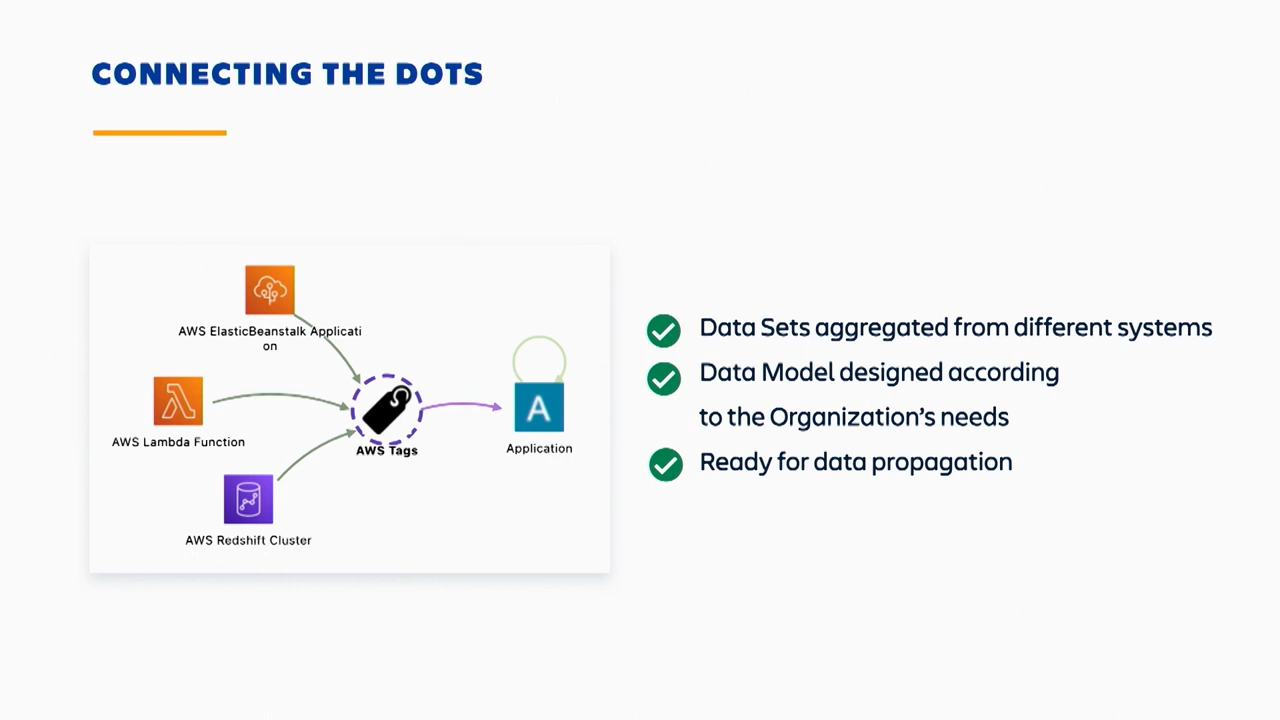 CONNECTING THE DOTS
AWS ElasticBeanstalk Applicati
on
AWS Lambda Function
AWS Tags
A
Application
AWS Redshift Cluster
Data Sets aggregated from different systems
Data Model designed according
to the Organization's needs
Ready for data propagation